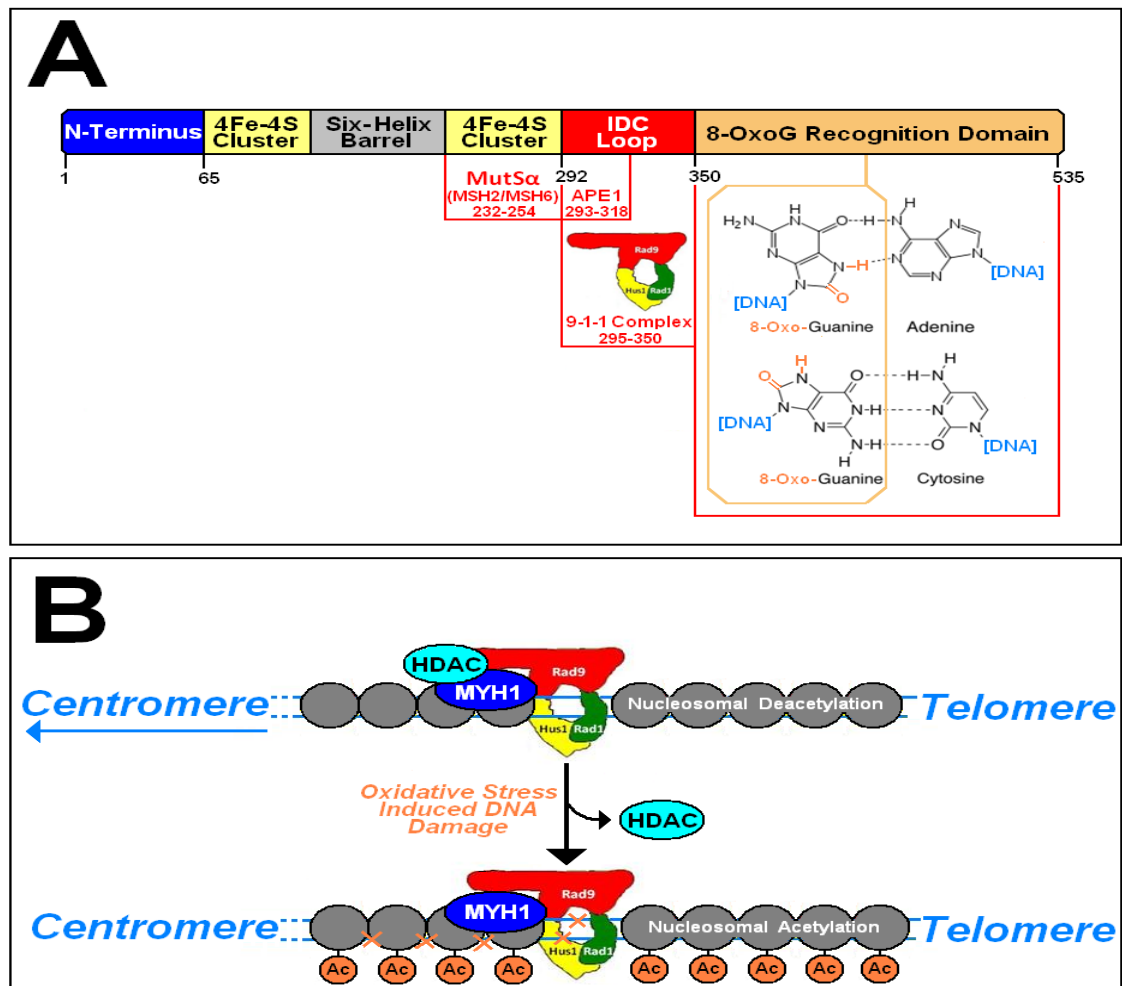 A
N-Terminus
4Fe-4S
Cluster
Six-Helix
Barrel
4Fe-4S
Cluster
IDC
Loop
8-OxoG Recognition Domain
1
65
292
350
535
MutSα
(MSH2/MSH6)
232-254
APE1
293-318
Rad9
Hus1
Rad1
9-1-1 Complex
295-350
H₂N
N
H
N
O
N
N
N
H
O
[DNA]
H
H
N
N
N
N
N
[DNA]
8-Oxo-Guanine
Adenine
H
O
N
O
N
N
H
N
N
H
H
[DNA]
H
H
N
N
N
O
[DNA]
8-Oxo-Guanine
Cytosine
B
HDAC
MYH1
Rad9
Hus1
Rad1
Centromere
Nucleosomal Deacetylation
Telomere
Oxidative Stress
Induced DNA
Damage
HDAC
MYH1
Rad9
Hus1
Rad1
Centromere
Nucleosomal Acetylation
Telomere
Ac Ac Ac Ac Ac Ac Ac Ac Ac